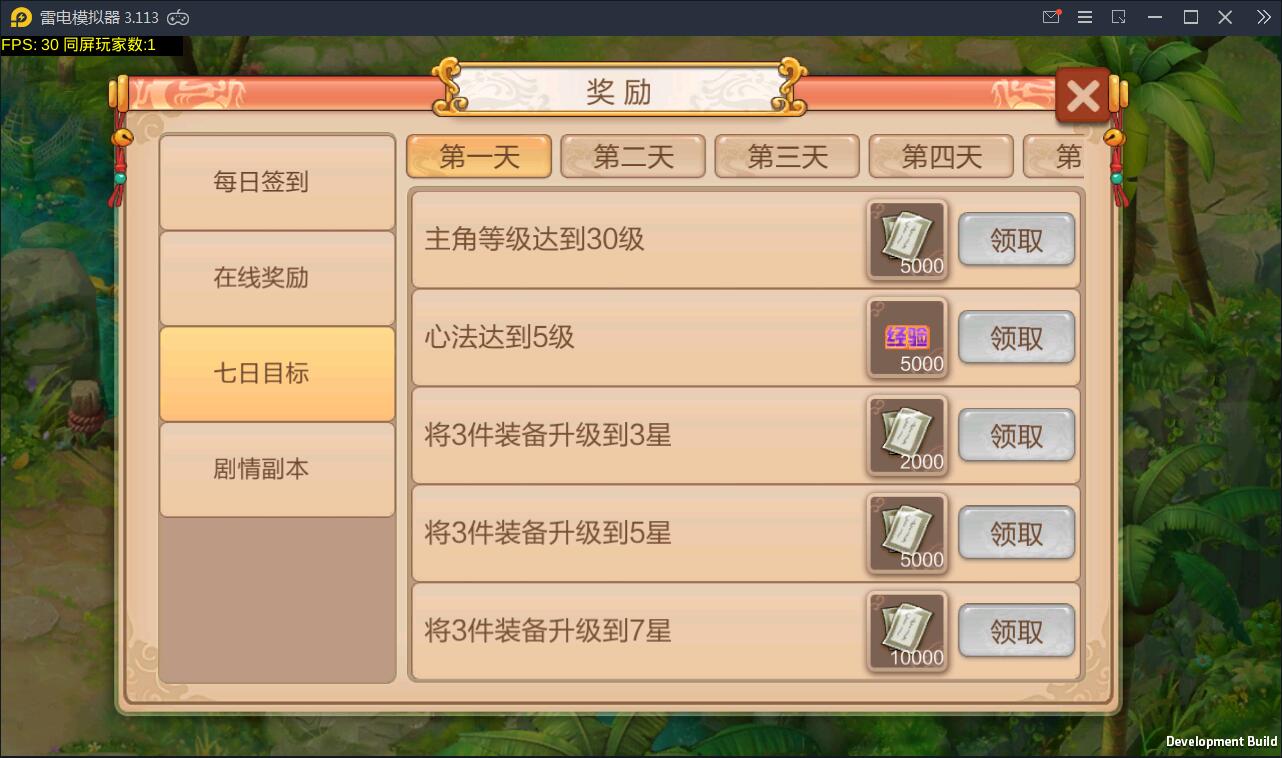 雷电模拟器 3.113
FPS: 30 同屏玩家数:1
奖励
每日签到
在线奖励
七日目标
剧情副本
第一天
第二天
第三天
第四天
第
主角等级达到30级
5000
领取
心法达到5级
经验
5000
领取
将3件装备升级到3星
2000
领取
将3件装备升级到5星
5000
领取
将3件装备升级到7星
10000
领取
Development Build